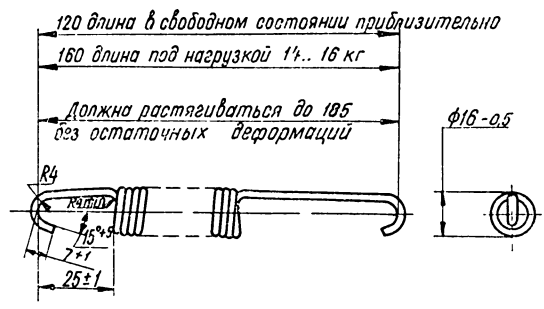 120 длина в свободном состоянии приблизительно
160 длина под нагрузкой 14.. 16 кг
Должна растягиваться до 185
без остаточных деформаций
ф16-0,5
R4
R4min
15°+5
7±1
25±1